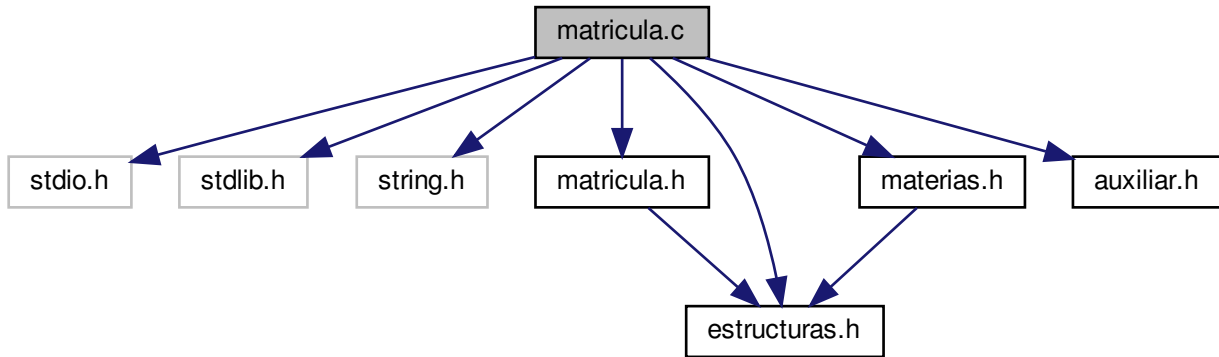 matricula.c
stdio.h
stdlib.h
string.h
matricula.h
materias.h
auxiliar.h
estructuras.h